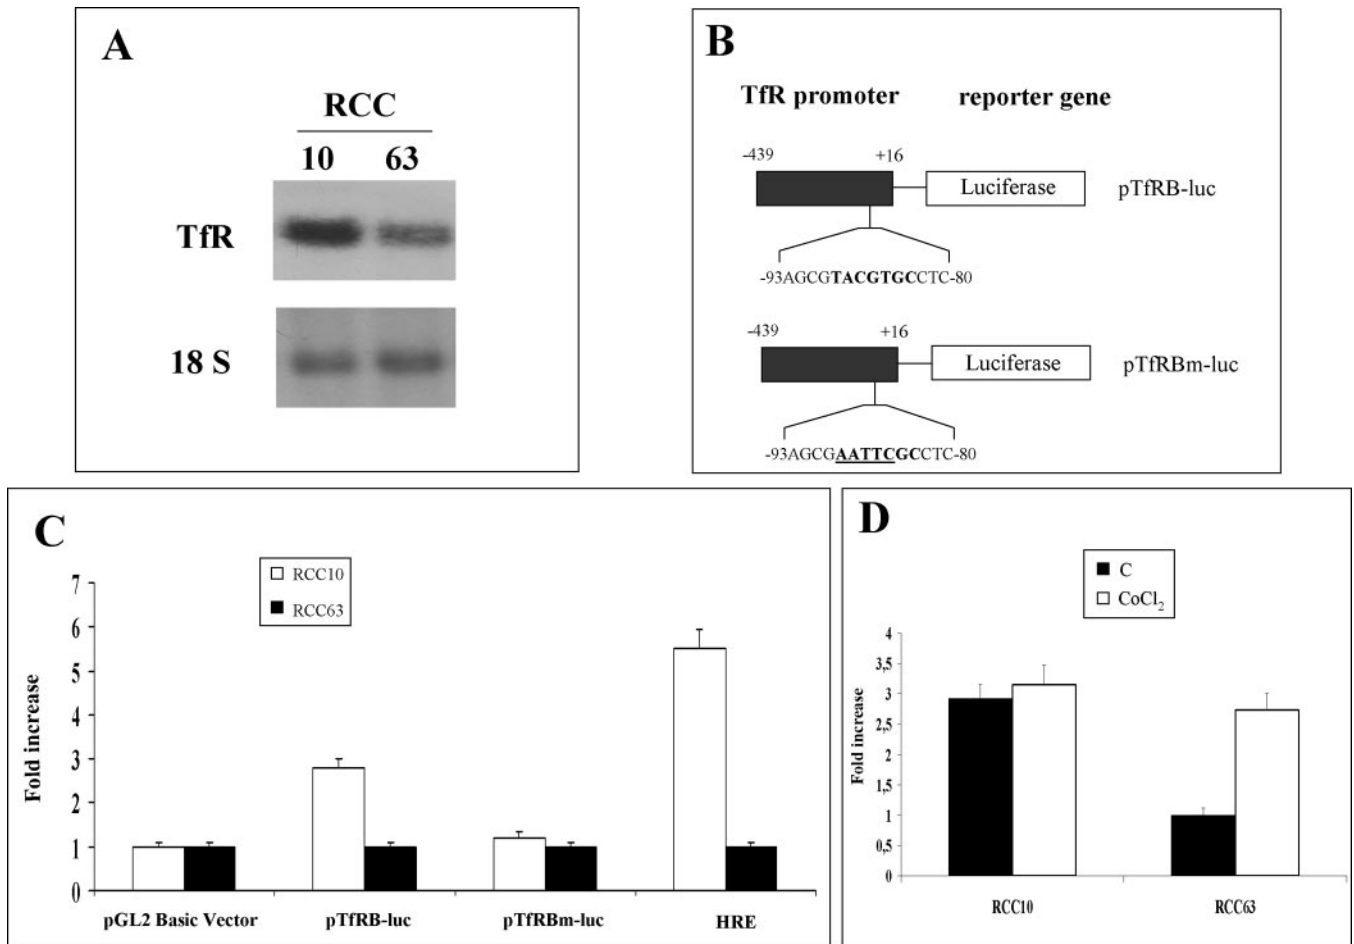 A
RCC
10 63
TfR
18 S
B
TfR promoter reporter gene
-439 +16
Luciferase pTfRB-luc
-93AGCGTACGTGCCTC-80
-439 +16
Luciferase pTfRBm-luc
-93AGCGAATTCGCCTC-80
C
RCC10
RCC63
Fold increase
7
6
5
4
3
2
1
0
pGL2 Basic Vector pTfRB-luc pTfRBm-luc HRE
D
C
CoCl₂
Fold increase
4
3,5
3
2,5
2
1,5
1
0,5
0
RCC10 RCC63